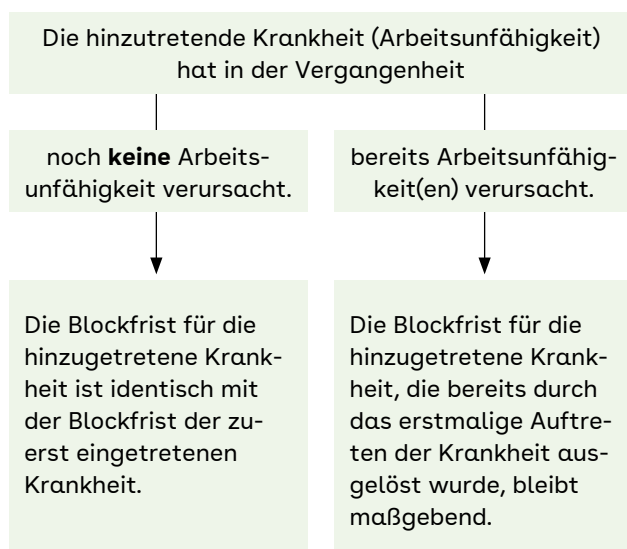 Die hinzutretende Krankheit (Arbeitsunfähigkeit)
hat in der Vergangenheit
noch keine Arbeits-
unfähigkeit verursacht.
bereits Arbeitsunfähig-
keit(en) verursacht.
Die Blockfrist für die
hinzugetretene Krank-
heit ist identisch mit
der Blockfrist der zu-
erst eingetretenen
Krankheit.
Die Blockfrist für die
hinzugetretene Krank-
heit, die bereits durch
das erstmalige Auftre-
ten der Krankheit aus-
gelöst wurde, bleibt
maßgebend.